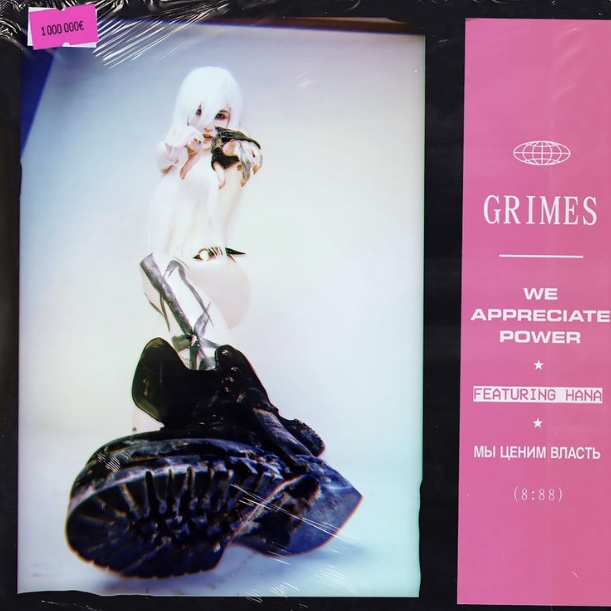 1 000 000€
GRIMES
WE
APPRECIATE
POWER
FEATURING HANA
МЫ ЦЕНИМ ВЛАСТЬ
(8:88)